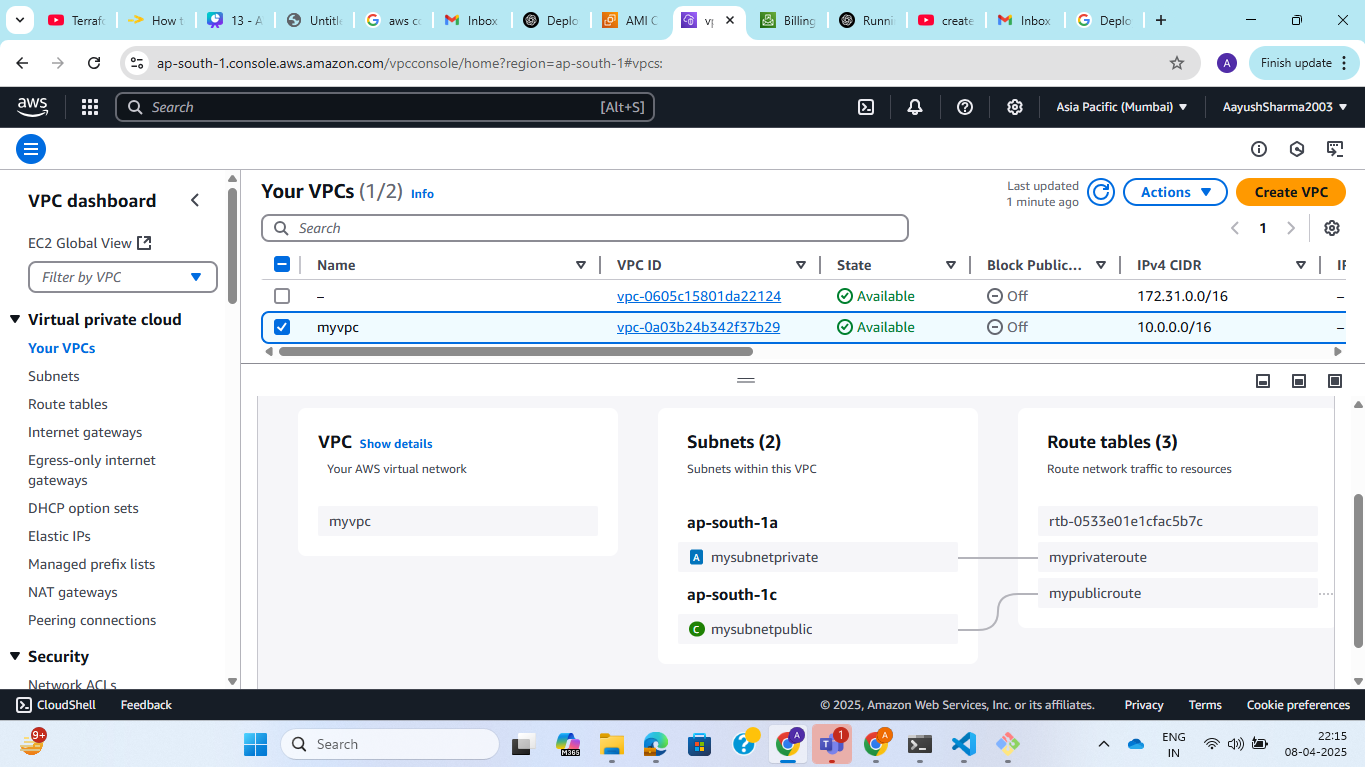 Terrafo
How t
13 - A
Untitle
aws co
Inbox
Deplo
AMI C
vp
Billing
Runni
create
Inbox
Deplo
ap-south-1.console.aws.amazon.com/vpcconsole/home?region=ap-south-1#vpcs:
A
Finish update
aws
Search
[Alt+S]
Asia Pacific (Mumbai)
AayushSharma2003
VPC dashboard
EC2 Global View
Filter by VPC
Virtual private cloud
Your VPCs
Subnets
Route tables
Internet gateways
Egress-only internet
gateways
DHCP option sets
Elastic IPs
Managed prefix lists
NAT gateways
Peering connections
Security
Network ACLs
Your VPCs (1/2) Info
Last updated
1 minute ago
Actions
Create VPC
Search
1
Name VPC ID State Block Public... IPv4 CIDR
– vpc-0605c15801da22124 Available Off 172.31.0.0/16 –
myvpc vpc-0a03b24b342f37b29 Available Off 10.0.0.0/16 –
VPC Show details
Your AWS virtual network
myvpc
Subnets (2)
Subnets within this VPC
ap-south-1a
A mysubnetprivate
ap-south-1c
C mysubnetpublic
Route tables (3)
Route network traffic to resources
rtb-0533e01e1cfac5b7c
myprivateroute
mypublicroute
CloudShell Feedback
© 2025, Amazon Web Services, Inc. or its affiliates. Privacy Terms Cookie preferences
9+
Search
M365
A
1
A
ENG
IN
22:15
08-04-2025